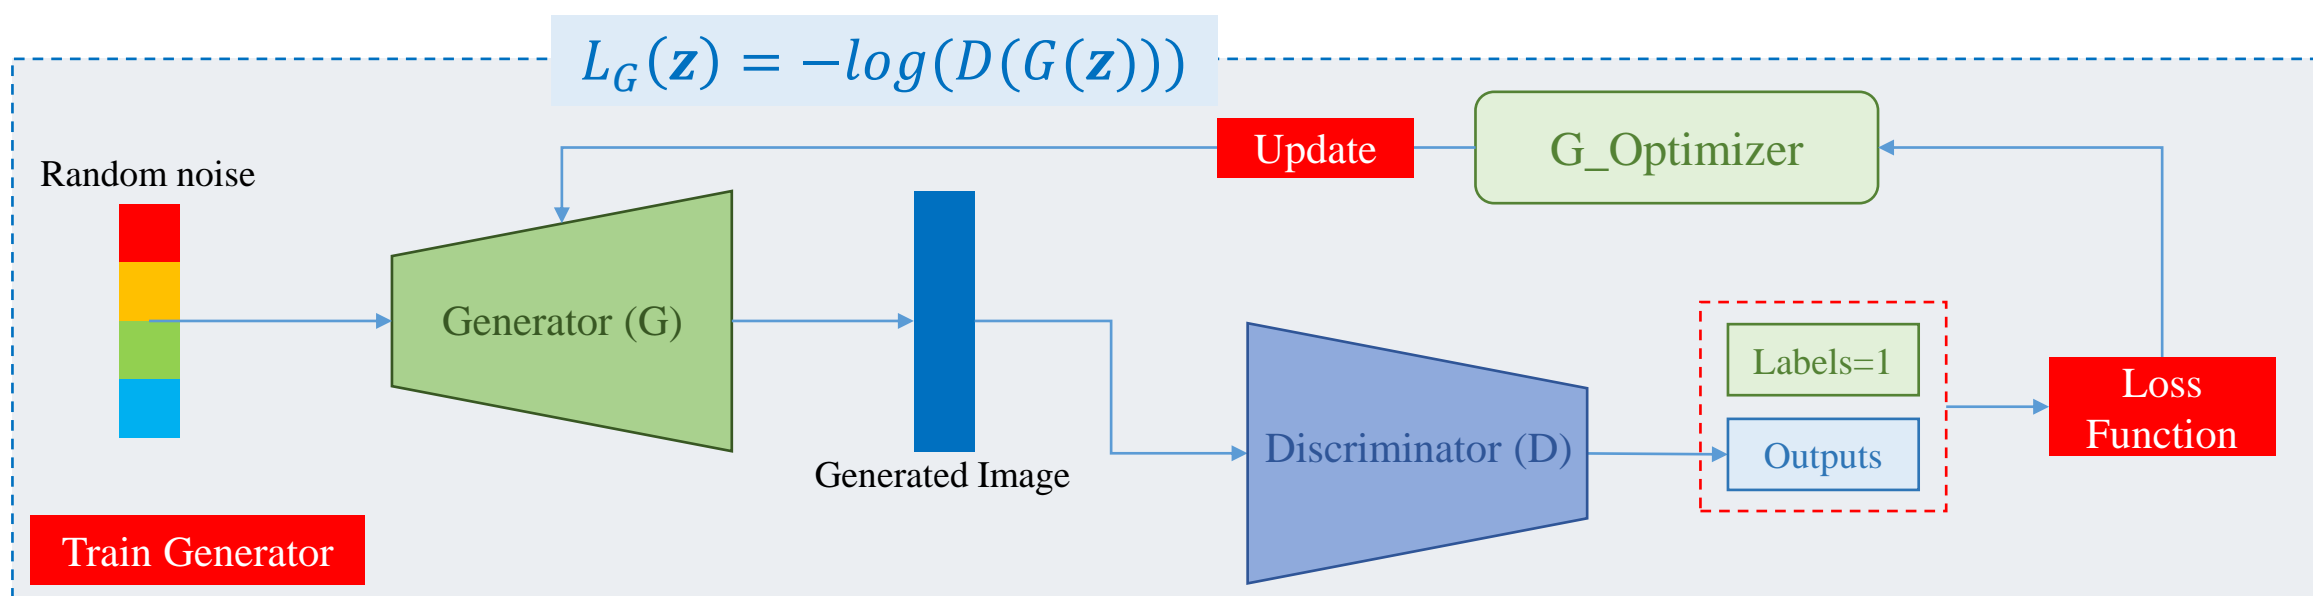 L_G(z) = −log(D(G(z)))
Update
G_Optimizer
Random noise
Generator (G)
Generated Image
Discriminator (D)
Labels=1
Outputs
Loss
Function
Train Generator